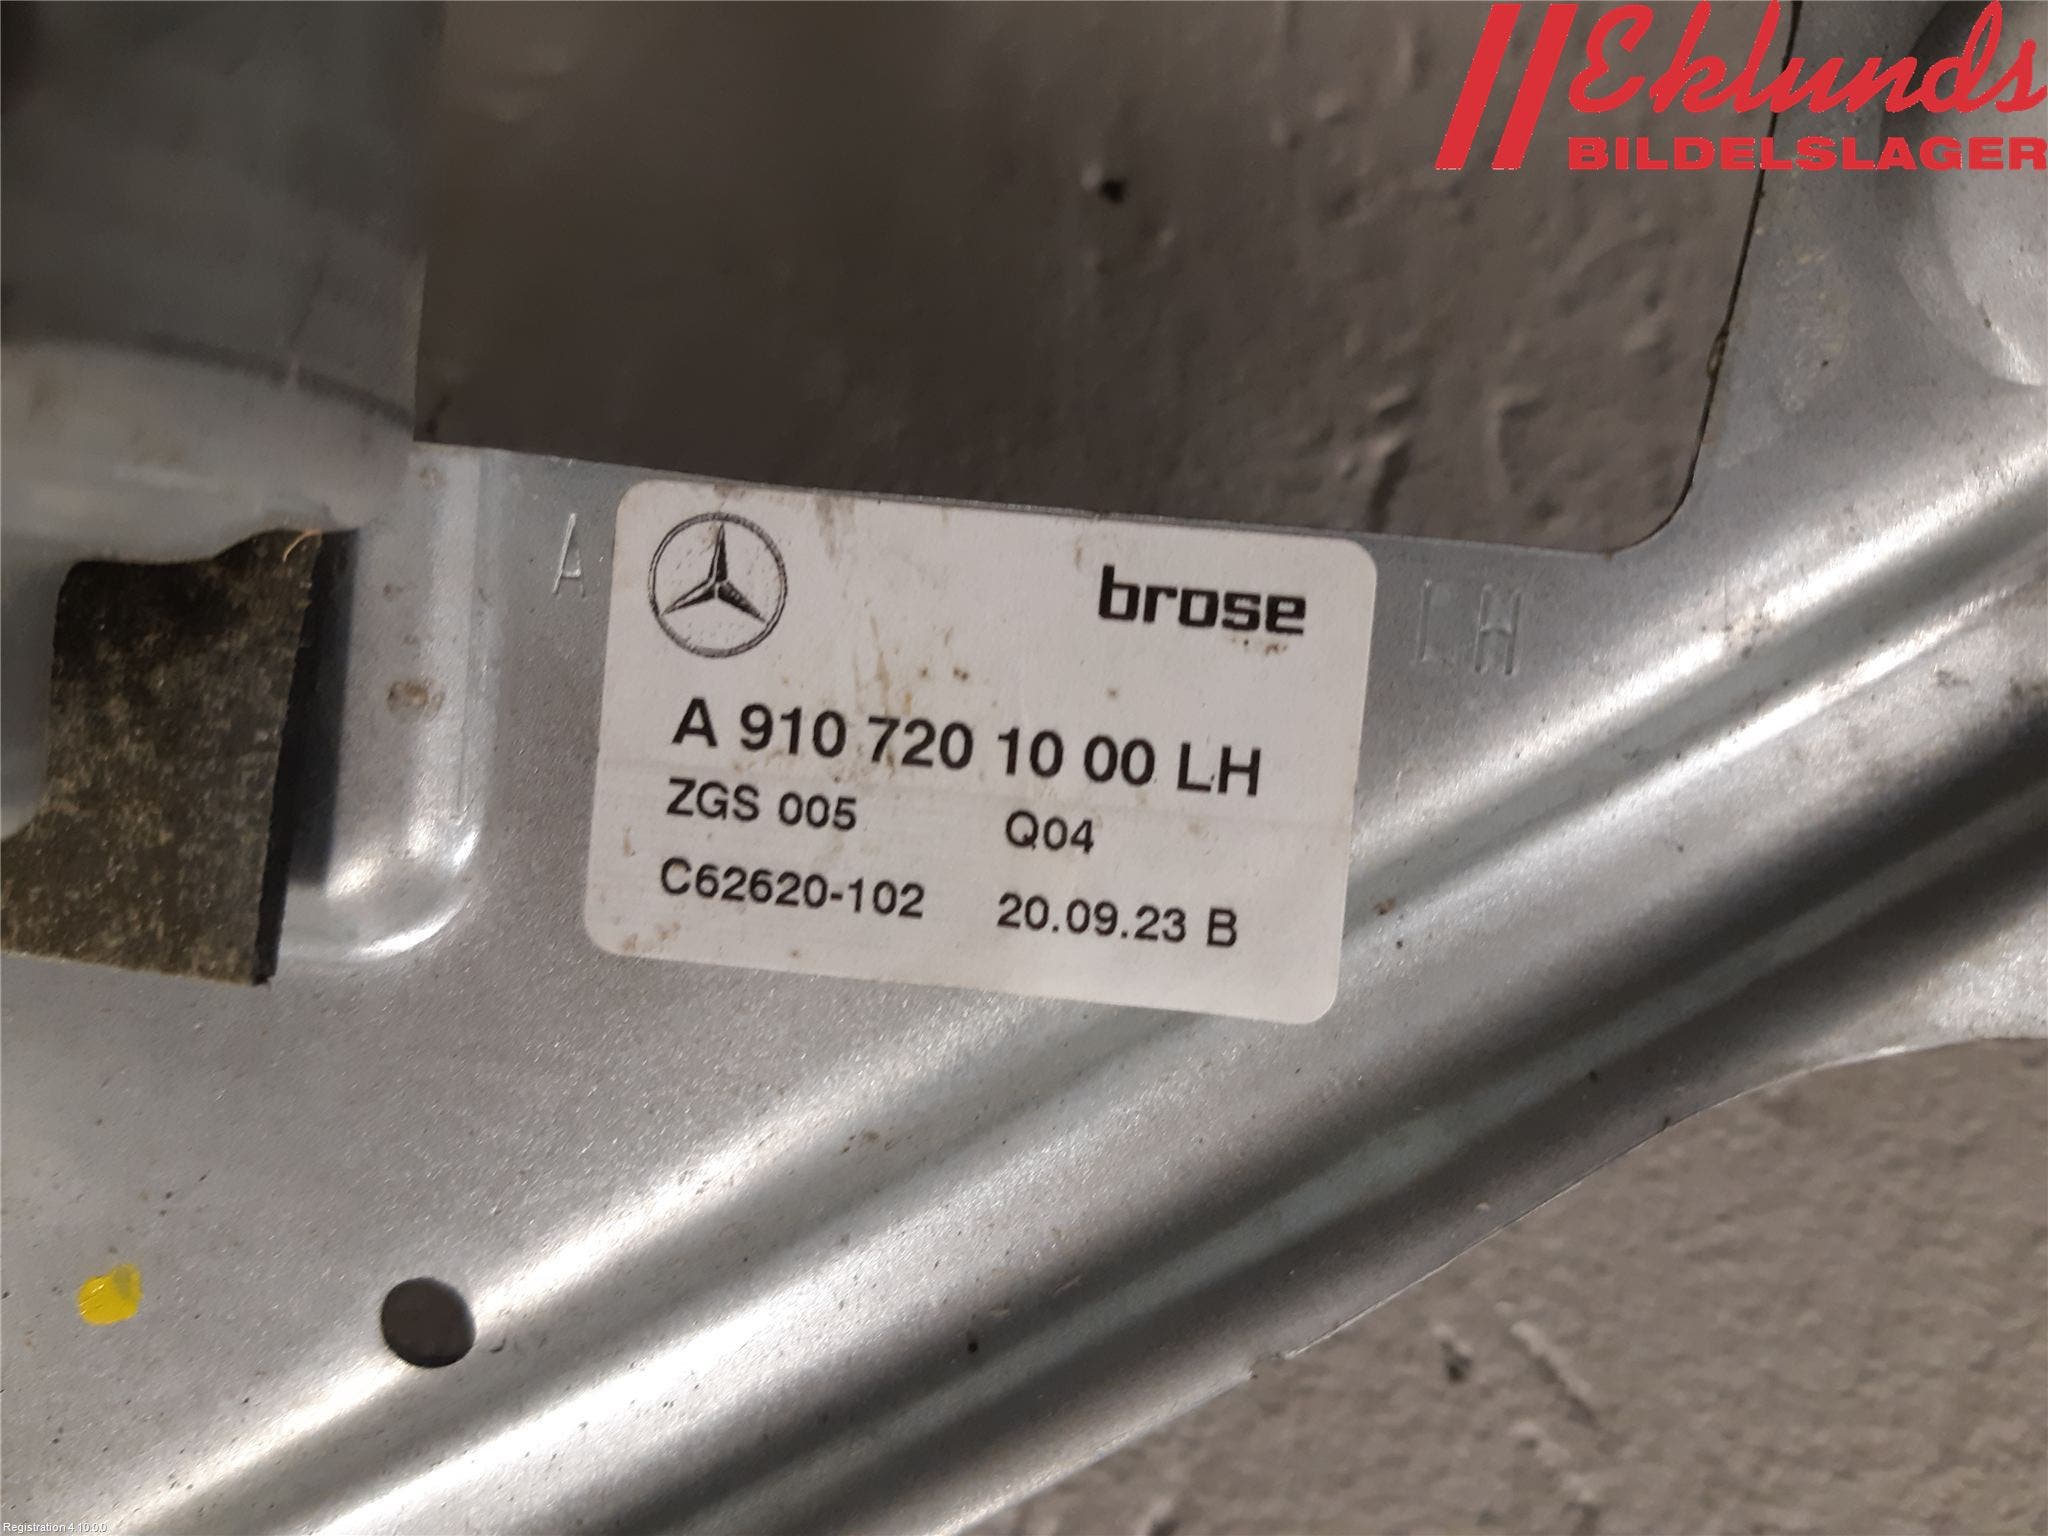 Eklunds
BILDELSLAGER
A
brose
LH
A 910 720 10 00 LH
ZGS 005 Q04
C62620-102 20.09.23 B
Registration 4.10.0.0